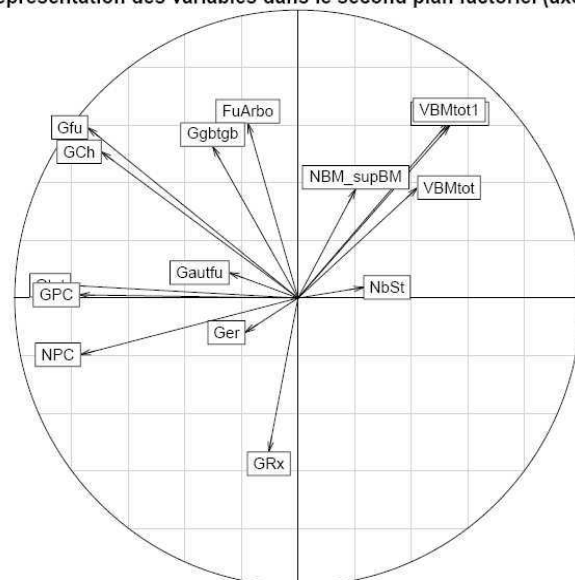 représentation des variables dans le second plan factoriel
VBMtot1
FuArbo
Gfu
Ggbtgb
GCh
NBM_supBM
VBMtot
Gautfu
NbSt
GPC
Ger
NPC
GRx